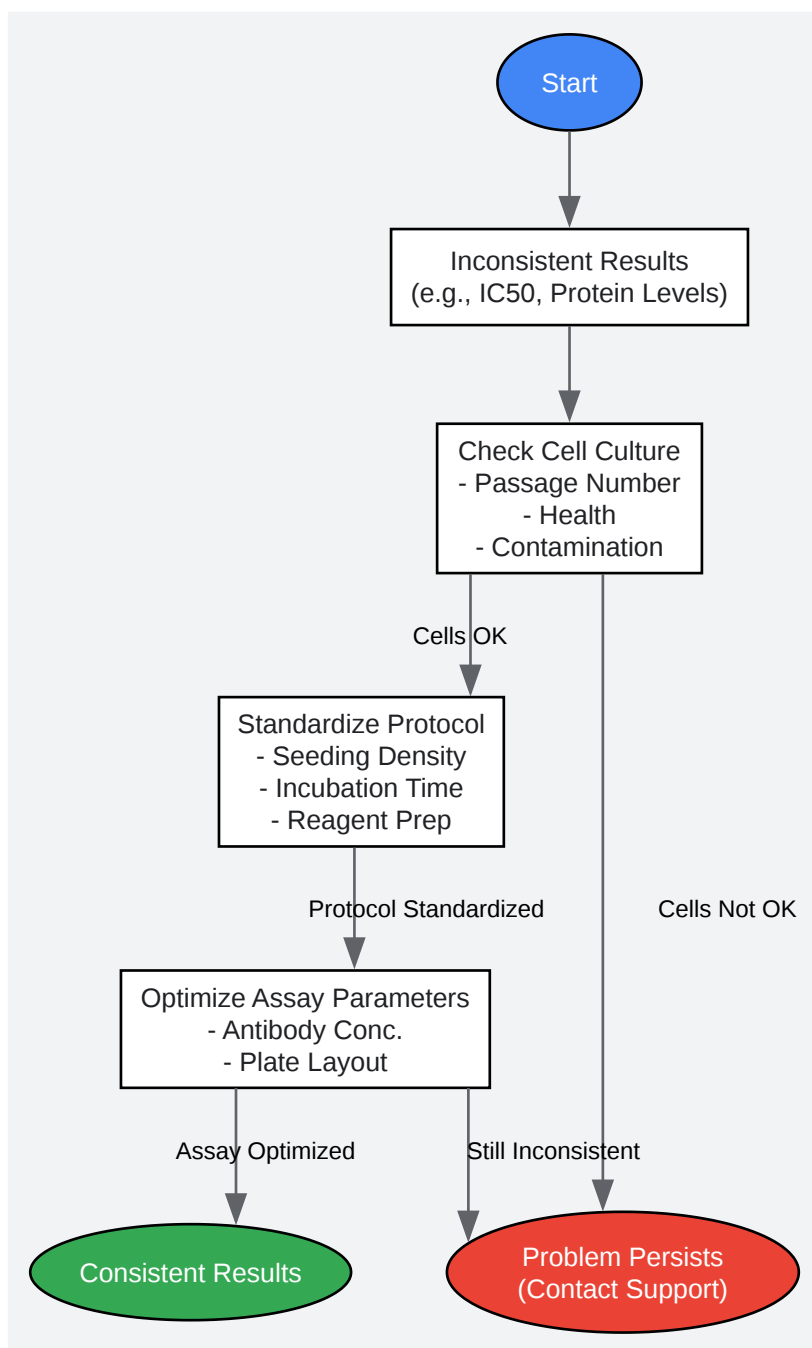 Start
Inconsistent Results
(e.g., IC50, Protein Levels)
Check Cell Culture
- Passage Number
- Health
- Contamination
Cells OK
Standardize Protocol
- Seeding Density
- Incubation Time
- Reagent Prep
Protocol Standardized
Cells Not OK
Optimize Assay Parameters
- Antibody Conc.
- Plate Layout
Assay Optimized
Still Inconsistent
Consistent Results
Problem Persists
(Contact Support)